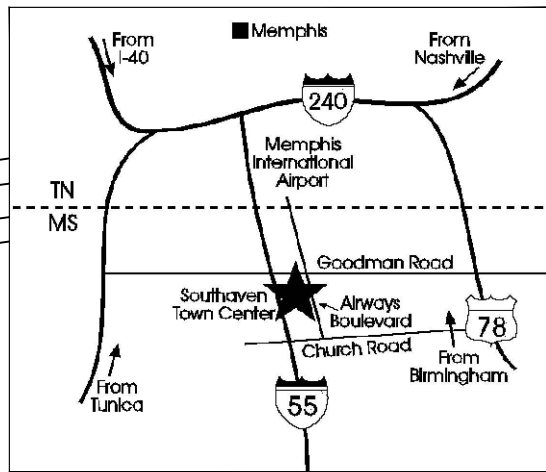 From
I-40
Memphis
From
Nashville
240
Memphis
International
Airport
TN
MS
Goodman Road
Southaven
Town Center
Airways
Boulevard
78
Church Road
From
Birmingham
From
Tunica
55